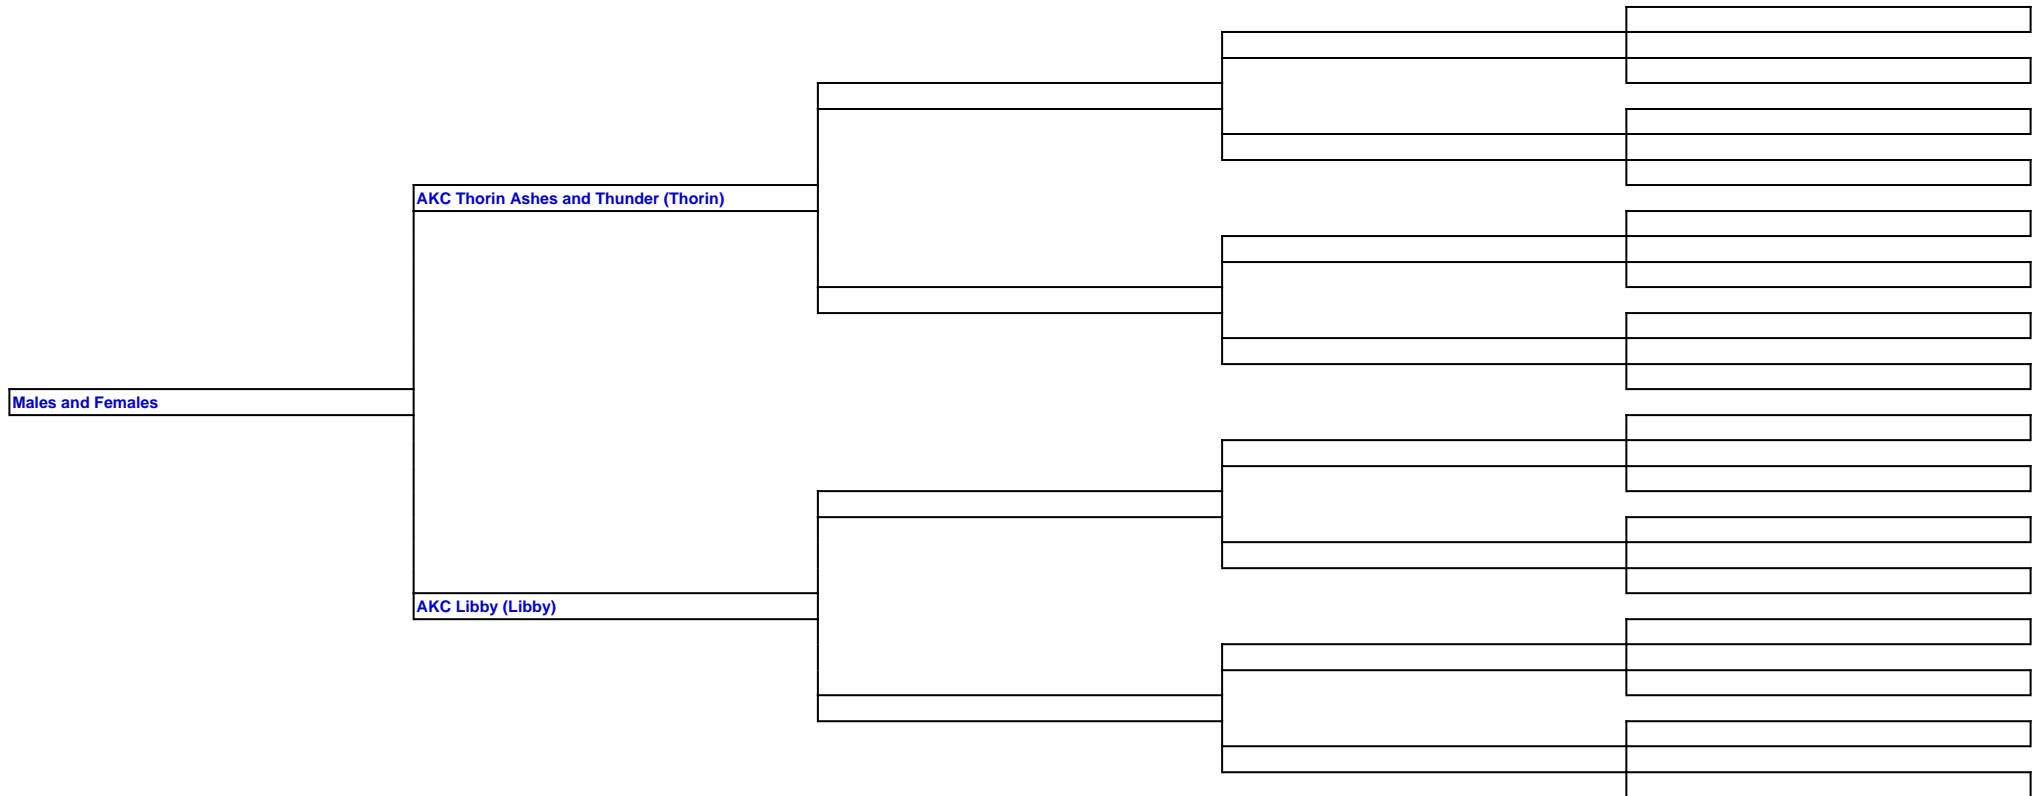 AKC Thorin Ashes and Thunder (Thorin)
Males and Females
AKC Libby (Libby)